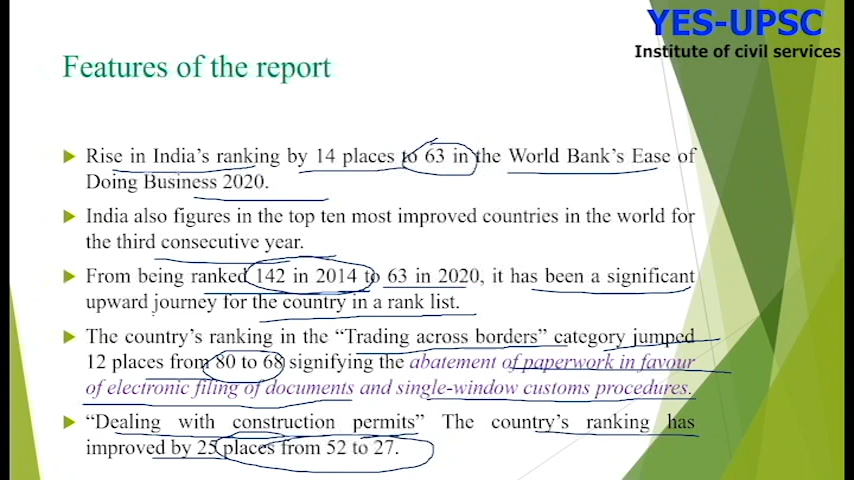 YES-UPSC
Institute of civil services
Features of the report
Rise in India's ranking by 14 places to 63 in the World Bank's Ease of
Doing Business 2020.
India also figures in the top ten most improved countries in the world for
the third consecutive year.
From being ranked 142 in 2014 to 63 in 2020, it has been a significant
upward journey for the country in a rank list.
The country's ranking in the "Trading across borders" category jumped
12 places from 80 to 68 signifying the abatement of paperwork in favour
of electronic filing of documents and single-window customs procedures.
"Dealing with construction permits" The country's ranking has
improved by 25 places from 52 to 27.